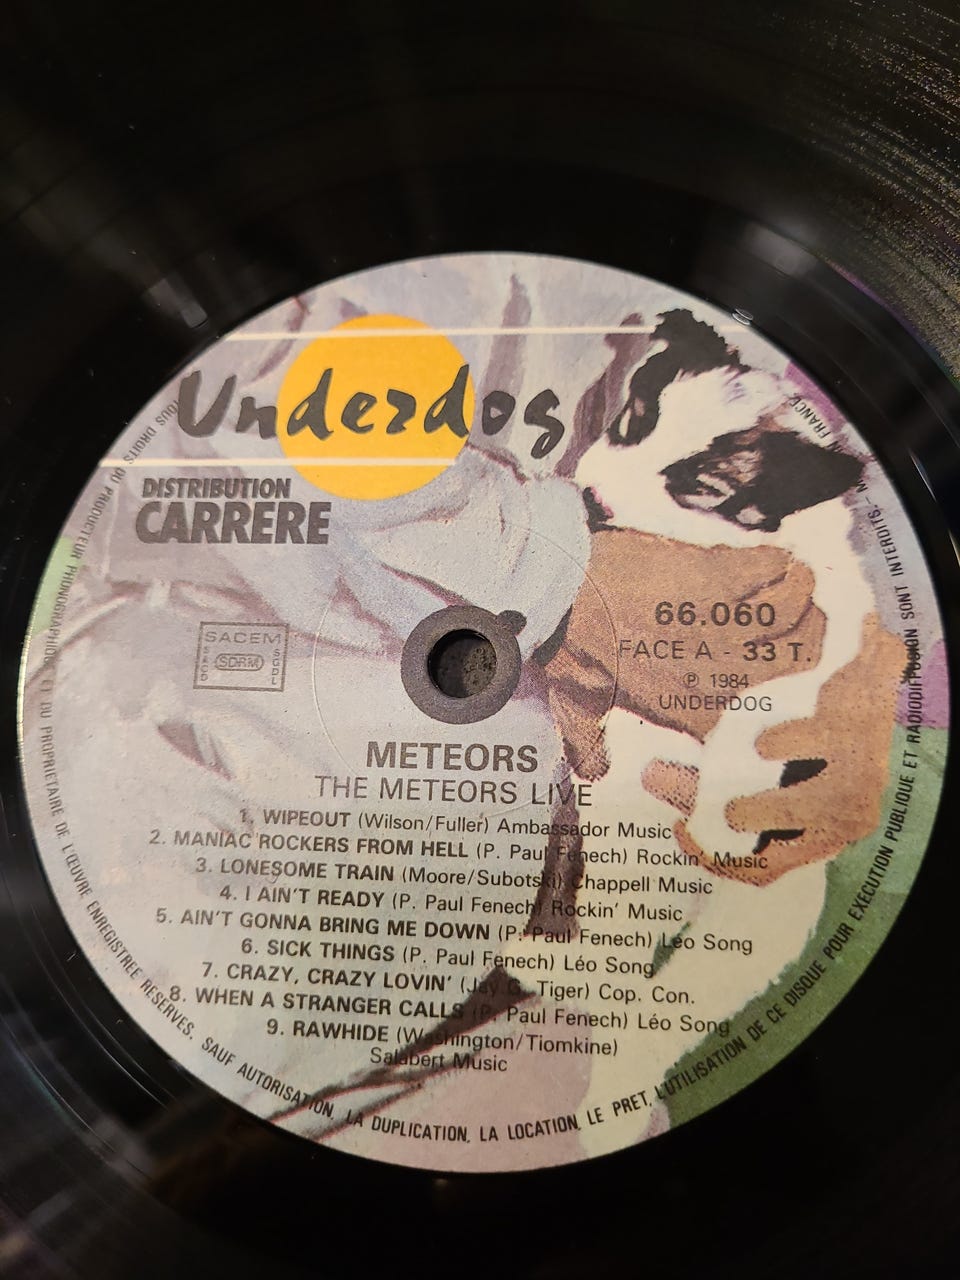 Underdog
DISTRIBUTION
CARRERE
SACEM
SACD
SDRM
SGDL
66.060
FACE A - 33 T.
℗ 1984
UNDERDOG
METEORS
THE METEORS LIVE
1. WIPEOUT (Wilson/Fuller) Ambassador Music
2. MANIAC ROCKERS FROM HELL (P. Paul Fenech) Rockin' Music
3. LONESOME TRAIN (Moore/Subotski) Chappell Music
4. I AIN'T READY (P. Paul Fenech) Rockin' Music
5. AIN'T GONNA BRING ME DOWN (P. Paul Fenech) Léo Song
6. SICK THINGS (P. Paul Fenech) Léo Song
7. CRAZY, CRAZY LOVIN' (Jay G. Tiger) Cop. Con.
8. WHEN A STRANGER CALLS (P. Paul Fenech) Léo Song
9. RAWHIDE (Washington/Tiomkine)
Salabert Music
TOUS DROITS DU PRODUCTEUR PHONOGRAPHIQUE ET DU PROPRIETAIRE DE L'ŒUVRE ENREGISTREE RESERVES. SAUF AUTORISATION, LA DUPLICATION, LA LOCATION, LE PRET, L'UTILISATION DE CE DISQUE POUR EXECUTION PUBLIQUE ET RADIODIFFUSION SONT INTERDITS. — IN FRANCE